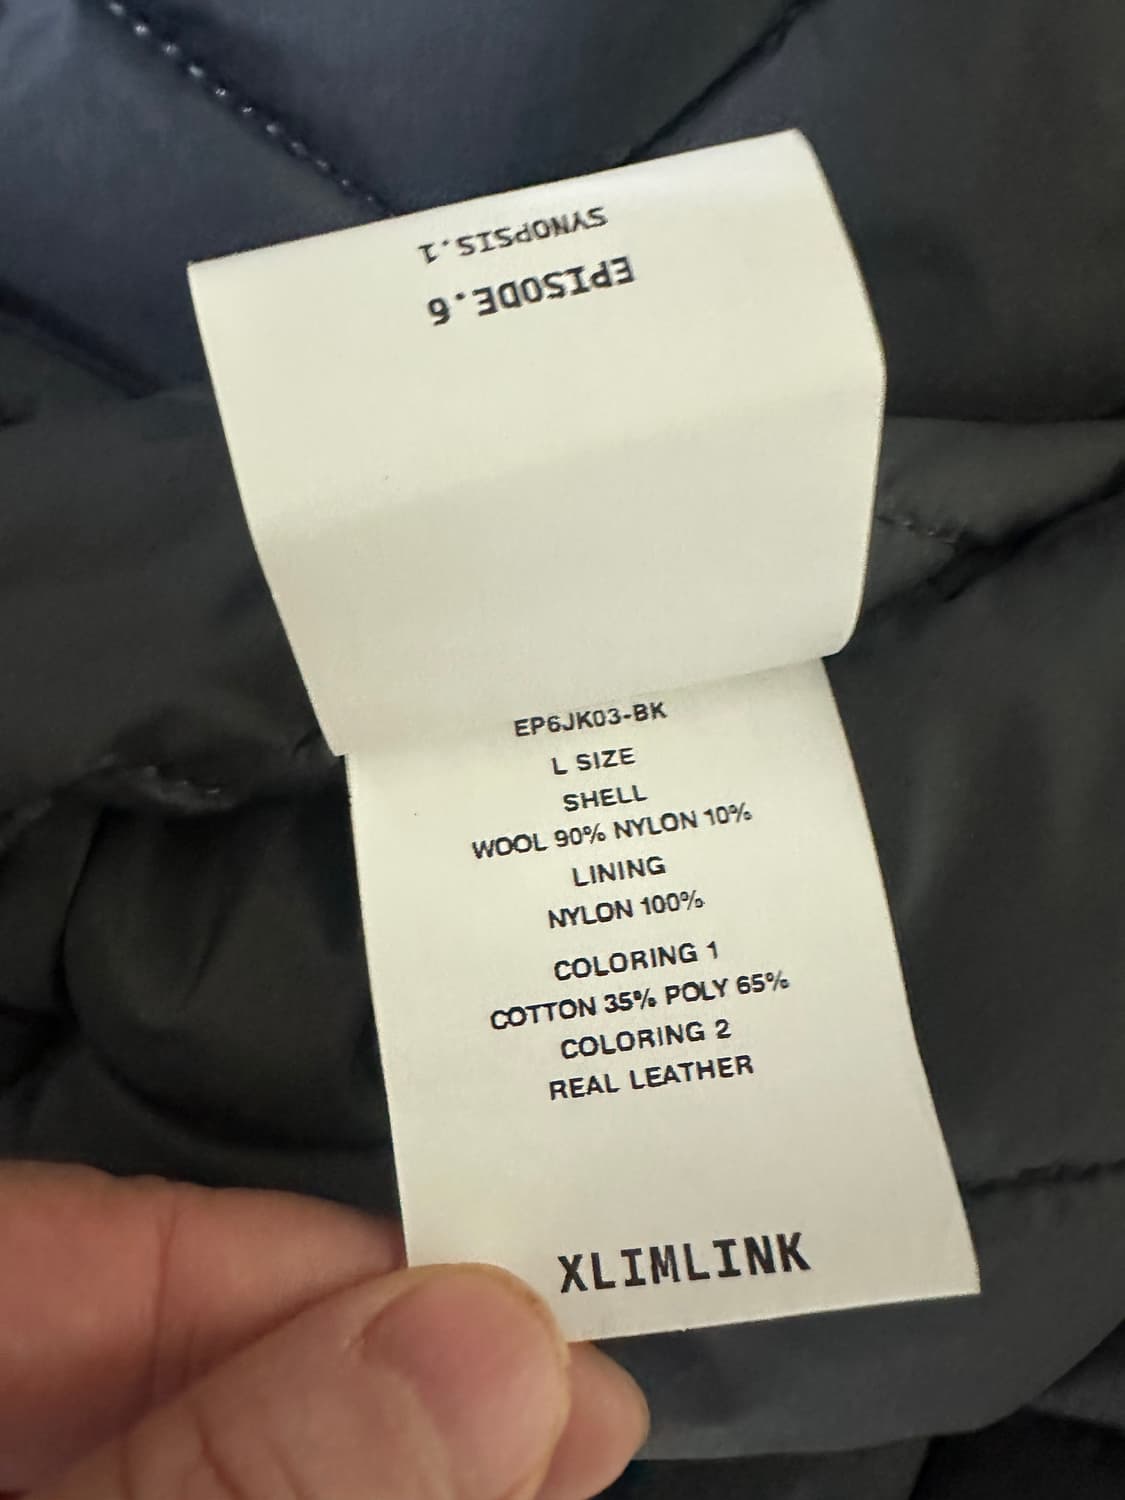 SYNOPSIS.1
EPISODE.6
EP6JK03-BK
L SIZE
SHELL
WOOL 90% NYLON 10%
LINING
NYLON 100%
COLORING 1
COTTON 35% POLY 65%
COLORING 2
REAL LEATHER
XLIMLINK